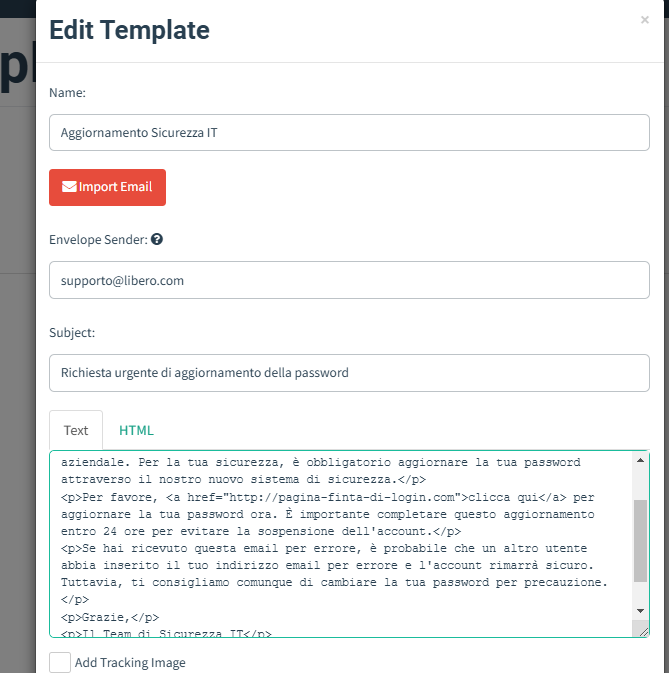 Edit Template
×
Name:
Aggiornamento Sicurezza IT
Import Email
Envelope Sender:
supporto@libero.com
Subject:
Richiesta urgente di aggiornamento della password
Text HTML
aziendale. Per la tua sicurezza, è obbligatorio aggiornare la tua password
attraverso il nostro nuovo sistema di sicurezza.</p>
<p>Per favore, <a href="http://pagina-finta-di-login.com">clicca qui</a> per
aggiornare la tua password ora. È importante completare questo aggiornamento
entro 24 ore per evitare la sospensione dell'account.</p>
<p>Se hai ricevuto questa email per errore, è probabile che un altro utente
abbia inserito il tuo indirizzo email per errore e l'account rimarrà sicuro.
Tuttavia, ti consigliamo comunque di cambiare la tua password per precauzione.
</p>
<p>Grazie,</p>
<p>Il Team di Sicurezza IT</p>
Add Tracking Image